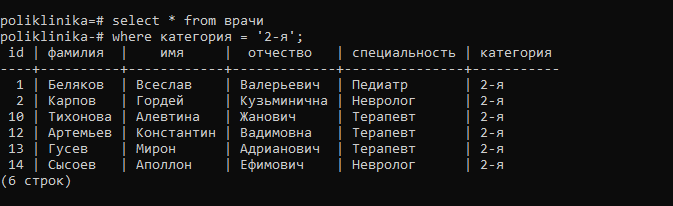 poliklinika=# select * from врачи
poliklinika-# where категория = '2-я';
 id | фамилия  |    имя     |  отчество   | специальность | категория
----+----------+------------+-------------+---------------+-----------
  1 | Беляков  | Всеслав    | Валерьевич  | Педиатр       | 2-я
  2 | Карпов   | Гордей     | Кузьминична | Невролог      | 2-я
 10 | Тихонова | Алевтина   | Жанович     | Терапевт      | 2-я
 12 | Артемьев | Константин | Вадимовна   | Терапевт      | 2-я
 13 | Гусев    | Мирон      | Адрианович  | Терапевт      | 2-я
 14 | Сысоев   | Аполлон    | Ефимович    | Невролог      | 2-я
(6 строк)